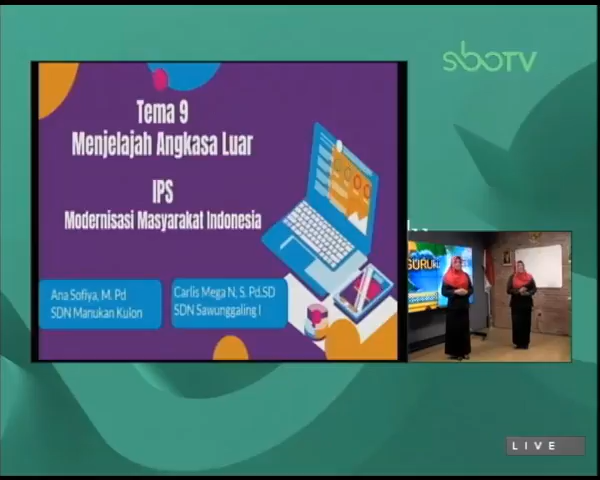 sboTV
Tema 9
Menjelajah Angkasa Luar
IPS
Modernisasi Masyarakat Indonesia
Ana Sofiya, M. Pd
SDN Manukan Kulon
Carlis Mega N, S. Pd.SD
SDN Sawunggaling I
GURUku
LIVE